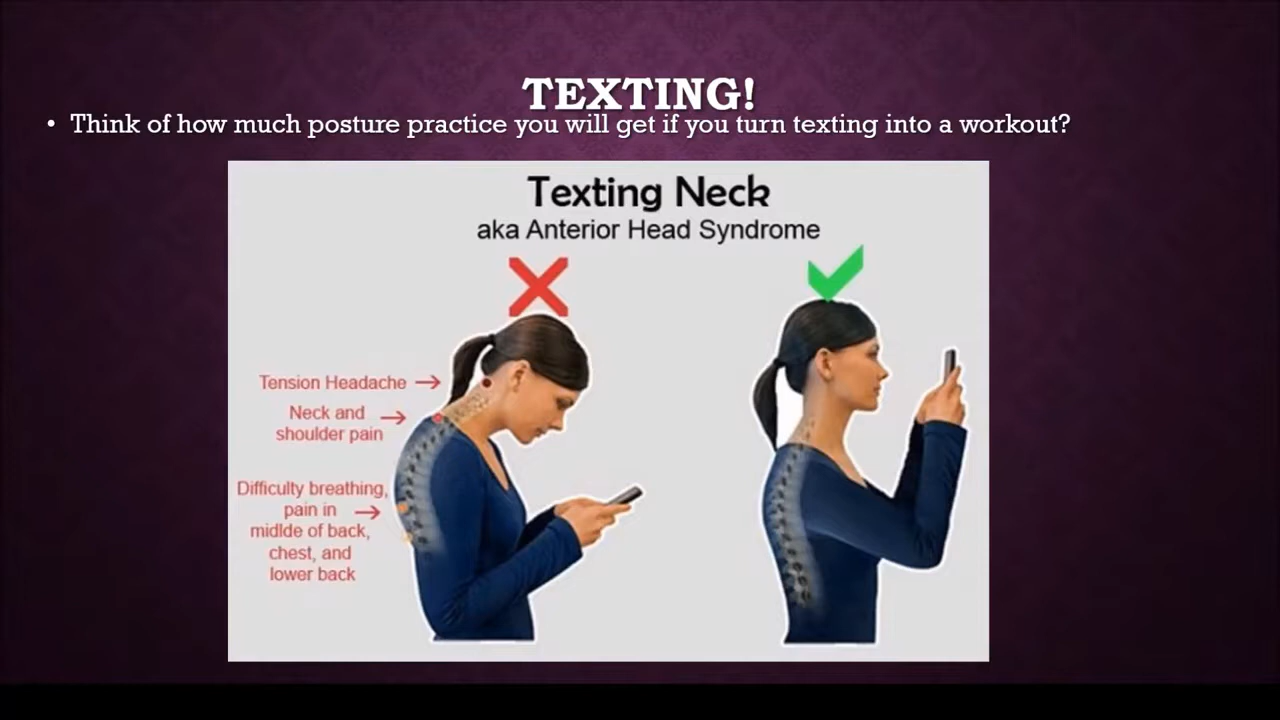 TEXTING!
• Think of how much posture practice you will get if you turn texting into a workout?
Texting Neck
aka Anterior Head Syndrome
Tension Headache
Neck and
shoulder pain
Difficulty breathing,
pain in
midlde of back,
chest, and
lower back